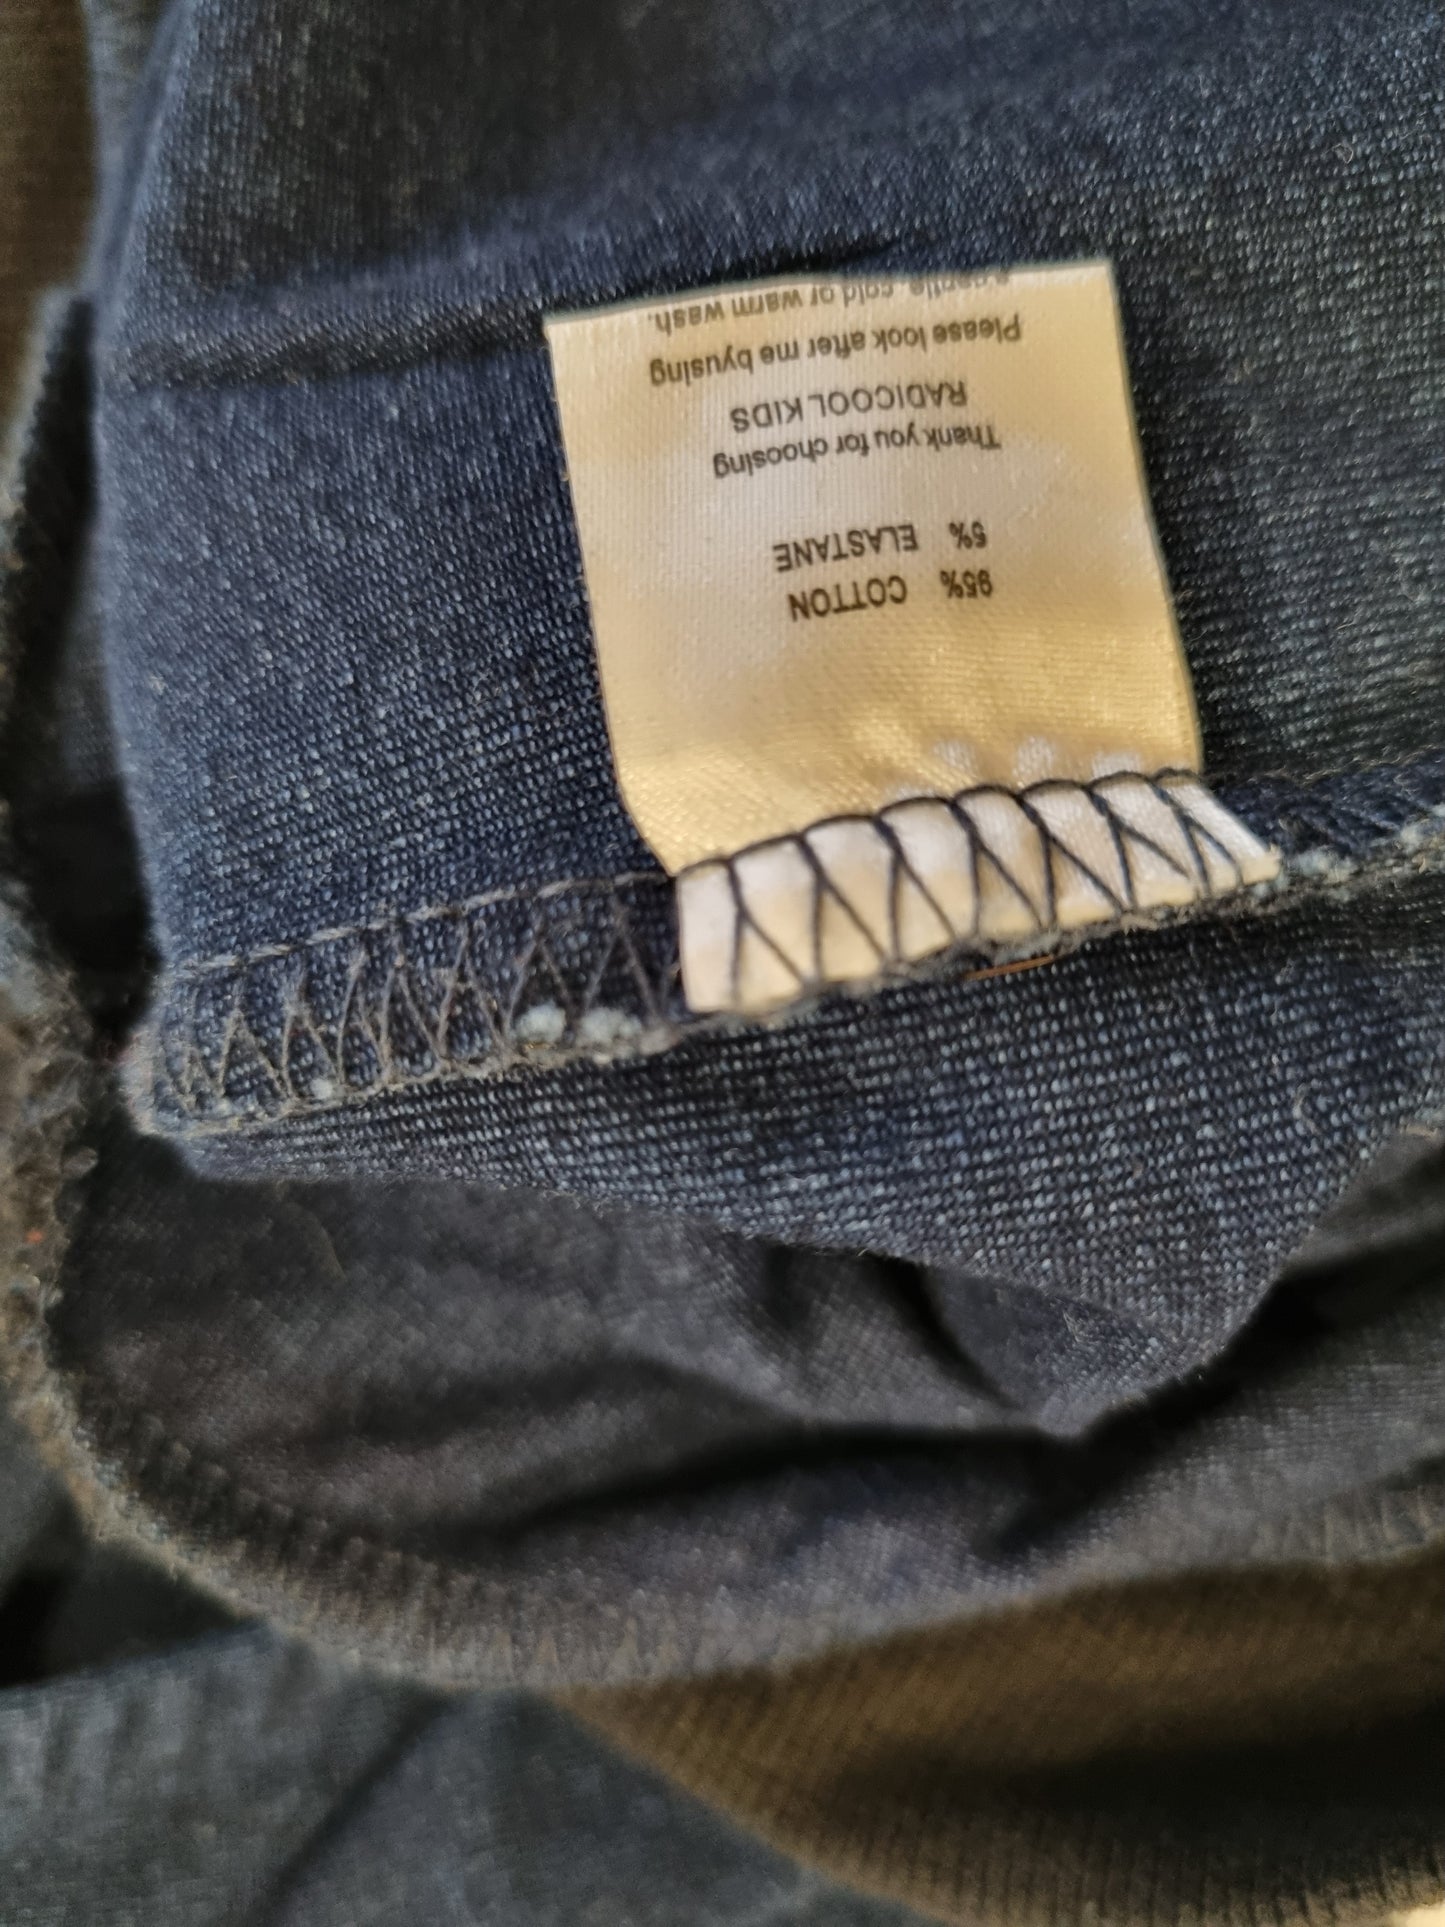 95% COTTON
5% ELASTANE
Thank you for choosing
RADICOOL KIDS
Please look after me byusing
a gentle, cold or warm wash.